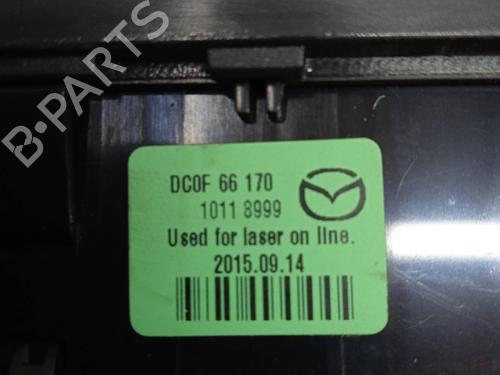 B-PARTS
DC0F 66 170
1011 8999
Used for laser on line.
2015.09.14